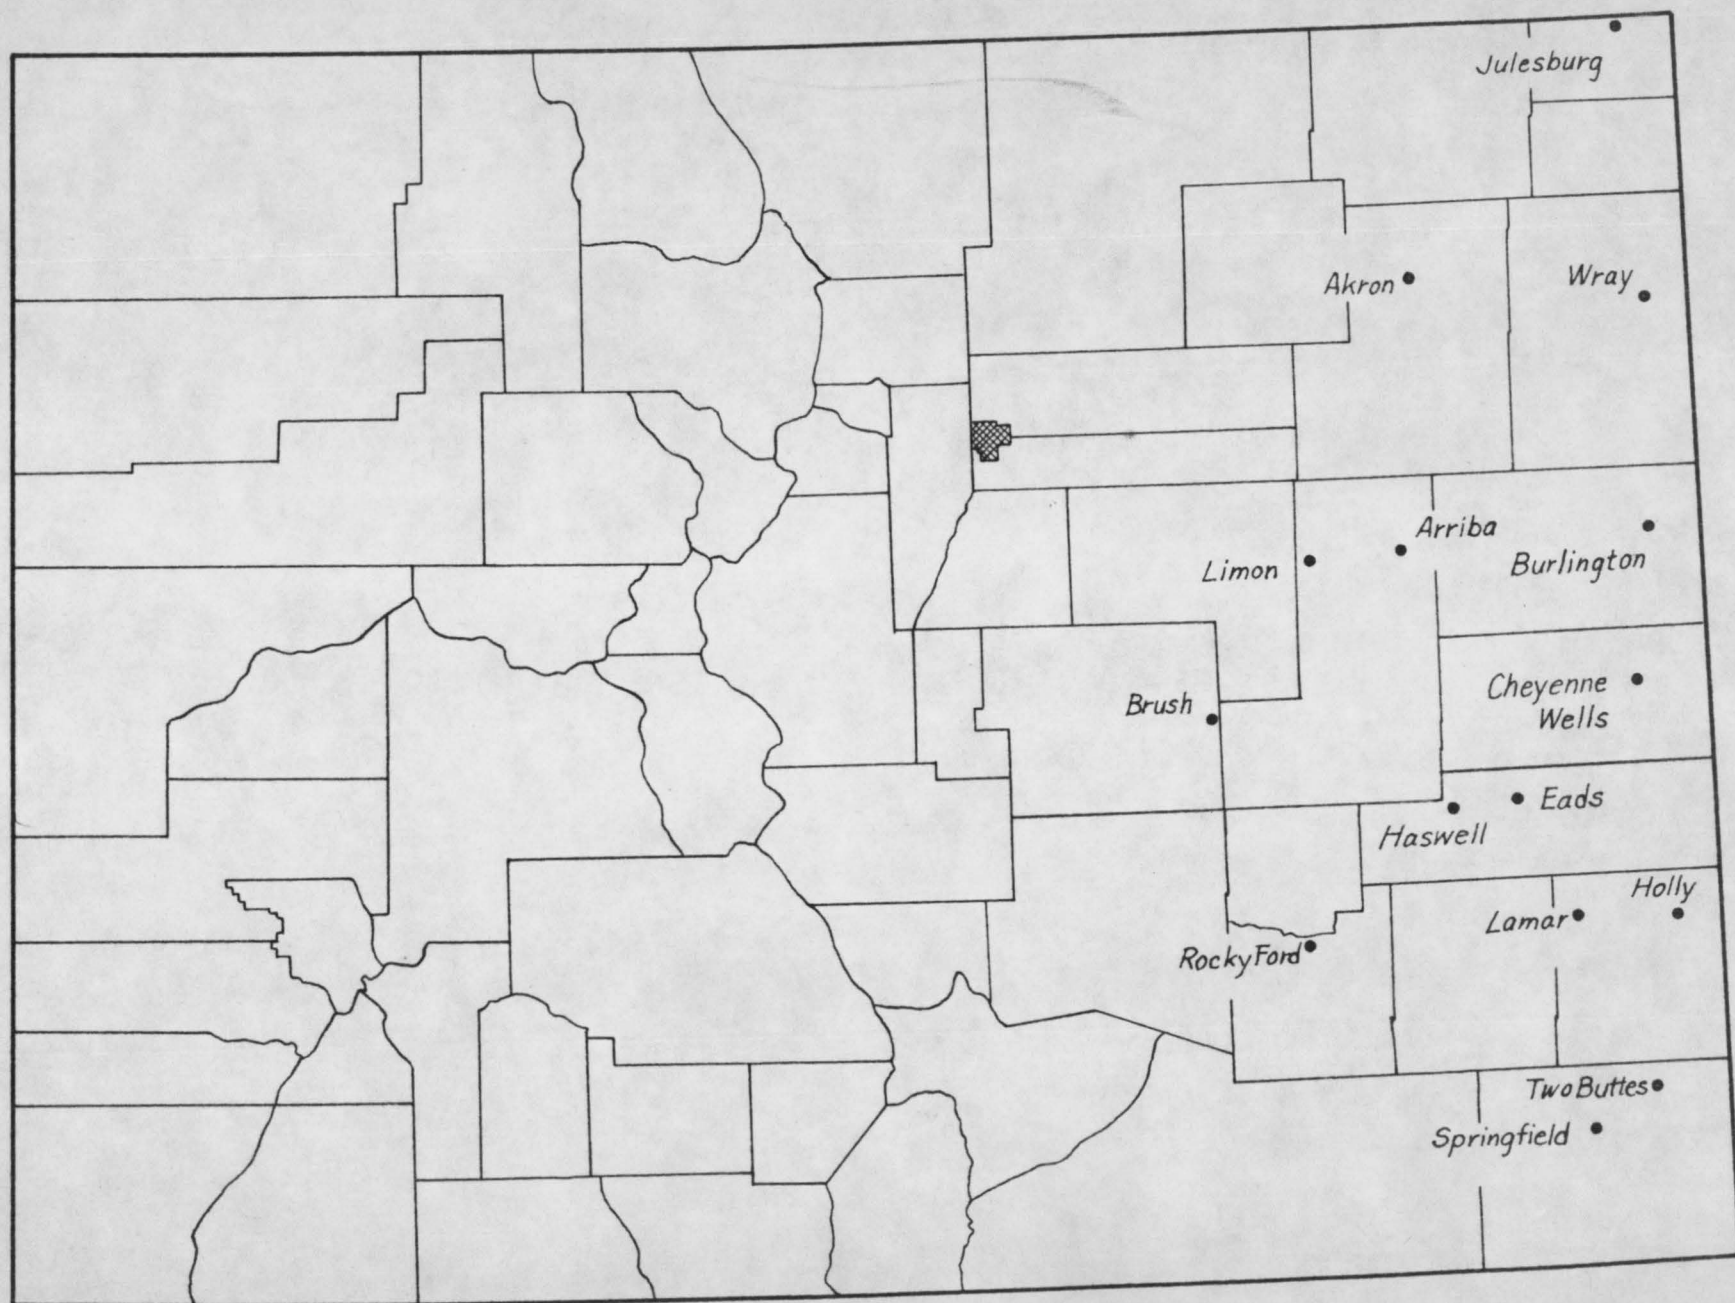 Julesburg
Akron
Wray
Arriba
Limon
Burlington
Cheyenne
Wells
Brush
Eads
Haswell
Holly
Lamar
Rocky Ford
Two Buttes
Springfield